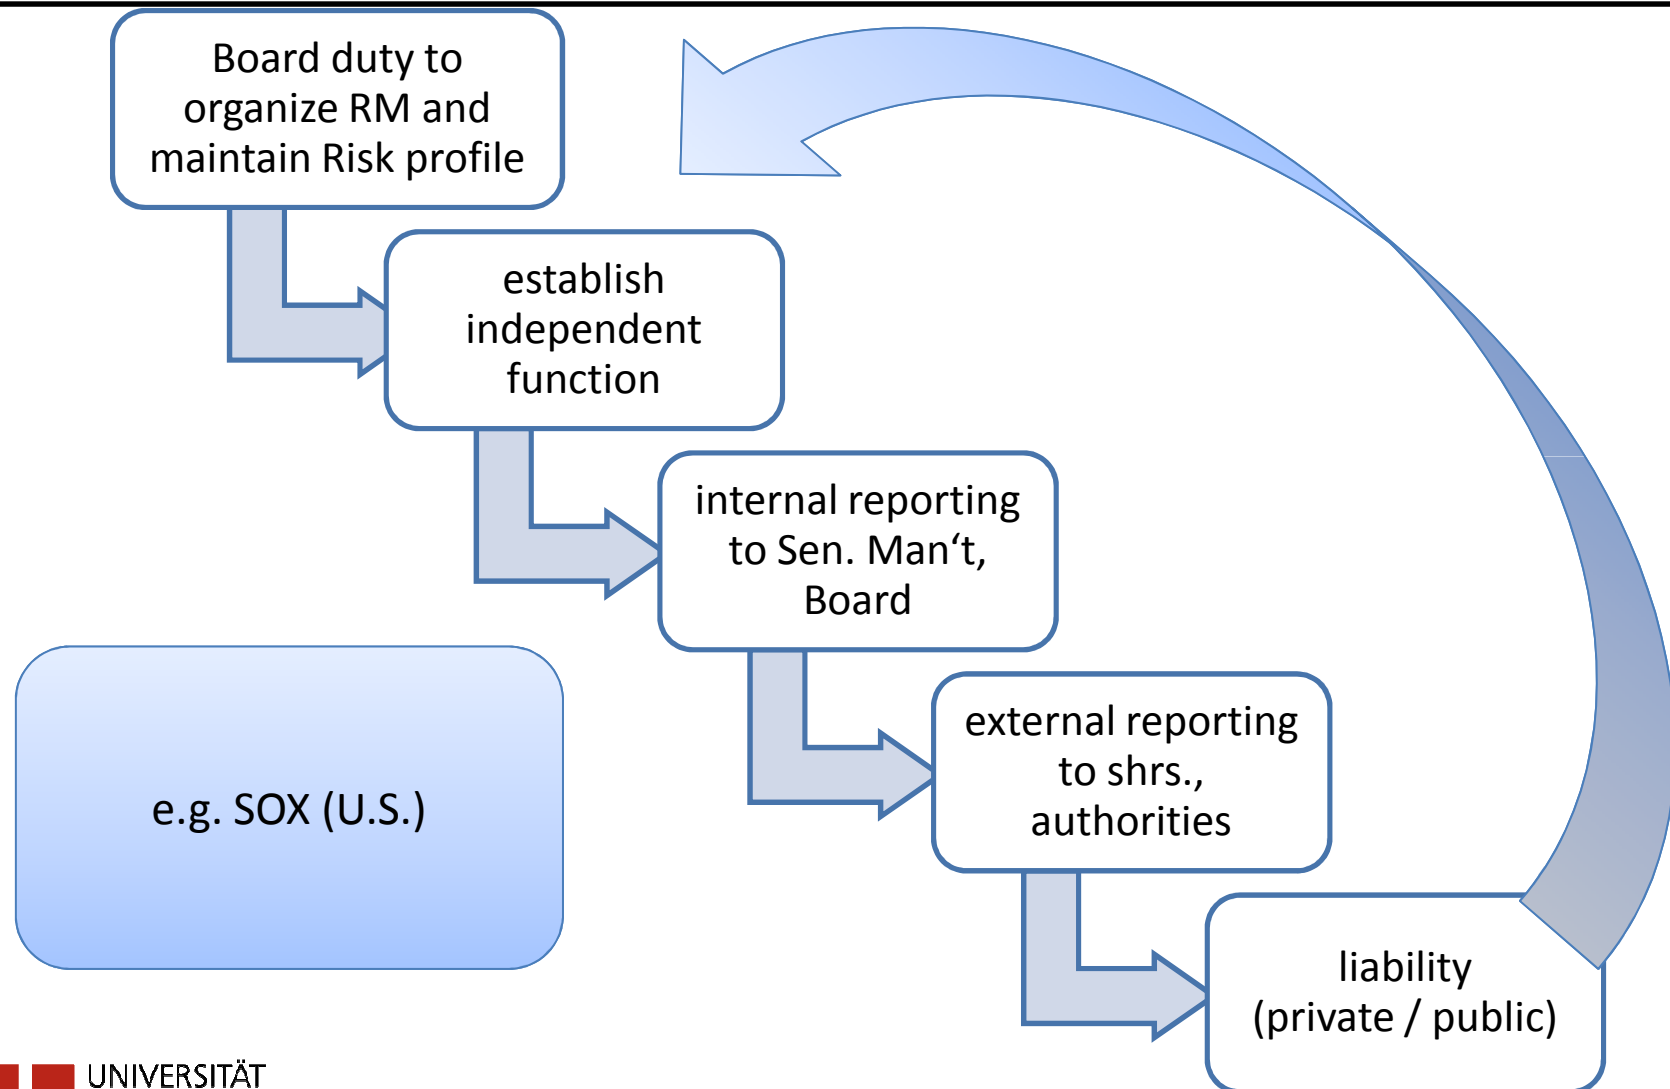 Board duty to
organize RM and
maintain Risk profile
establish
independent
function
internal reporting
to Sen. Man‘t,
Board
external reporting
to shrs.,
authorities
liability
(private / public)
e.g. SOX (U.S.)
UNIVERSITÄT